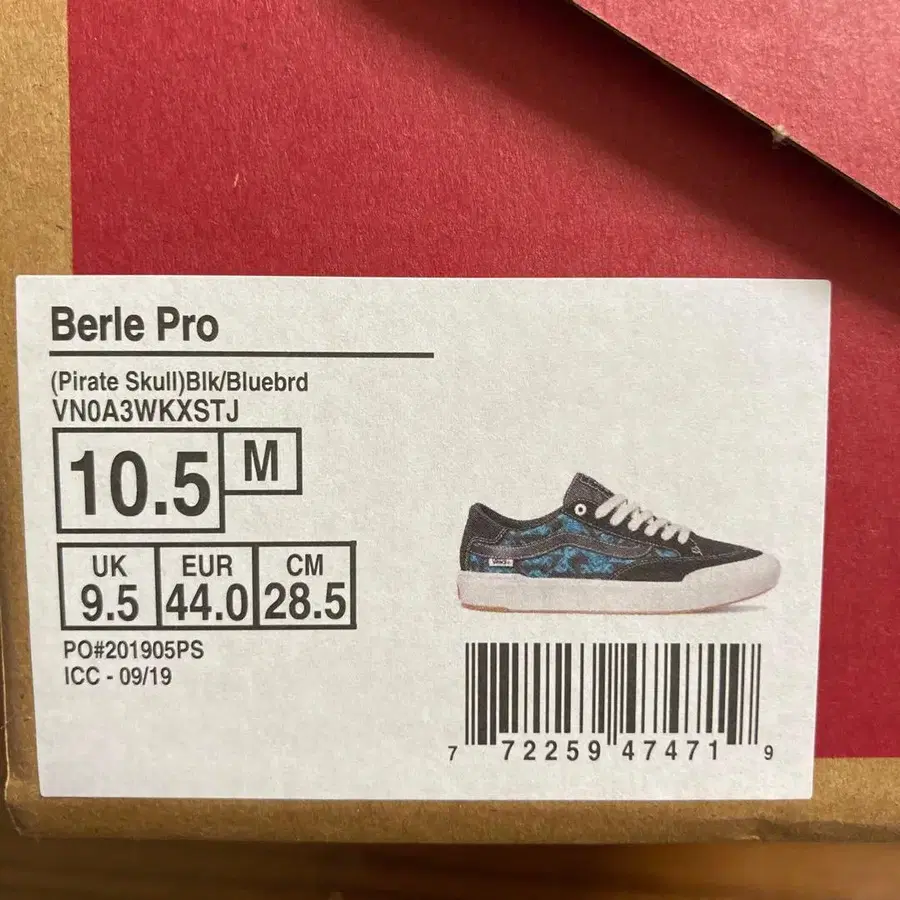 Berle Pro
(Pirate Skull)Blk/Bluebrd
VN0A3WKXSTJ
10.5 M
UK EUR CM
9.5 44.0 28.5
PO#201905PS
ICC - 09/19
VANS
7 72259 47471 9